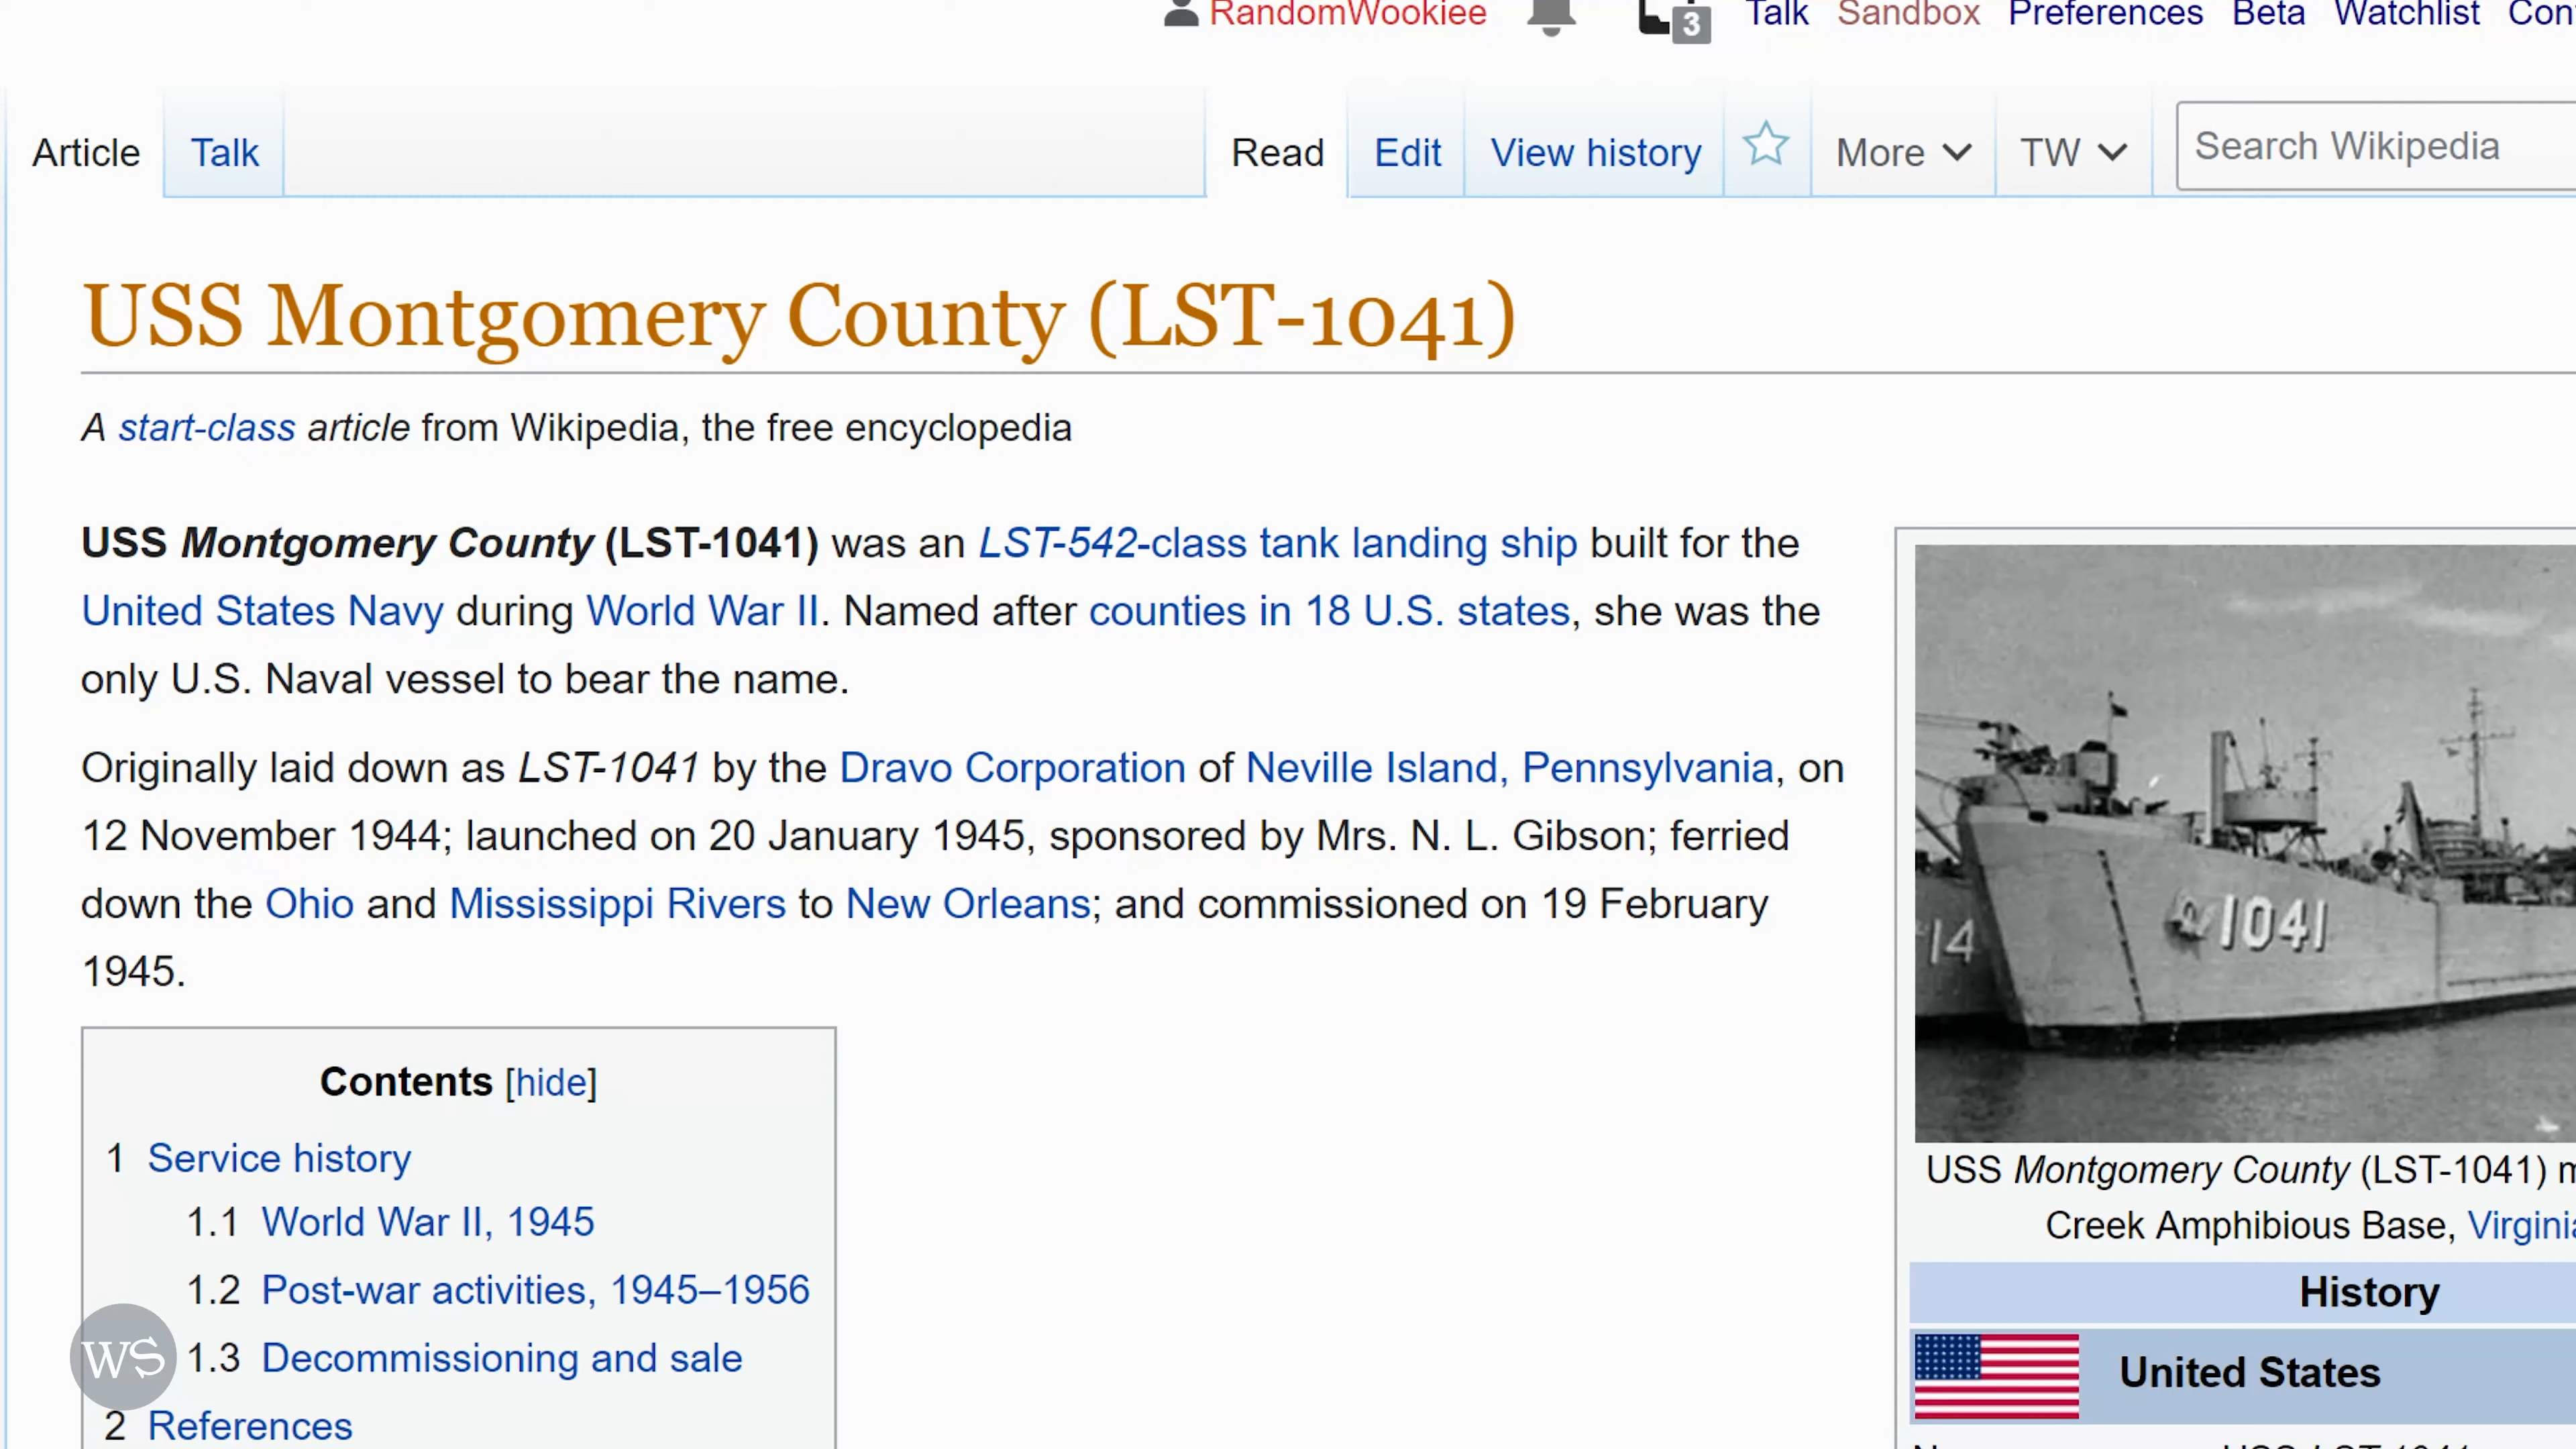 RandomWookiee 3 Talk Sandbox Preferences Beta Watchlist
Article Talk Read Edit View history More TW Search Wikipedia
USS Montgomery County (LST-1041)
A start-class article from Wikipedia, the free encyclopedia
USS Montgomery County (LST-1041) was an LST-542-class tank landing ship built for the
United States Navy during World War II. Named after counties in 18 U.S. states, she was the
only U.S. Naval vessel to bear the name.
Originally laid down as LST-1041 by the Dravo Corporation of Neville Island, Pennsylvania, on
12 November 1944; launched on 20 January 1945, sponsored by Mrs. N. L. Gibson; ferried
down the Ohio and Mississippi Rivers to New Orleans; and commissioned on 19 February
1945.
Contents [hide]
1 Service history
1.1 World War II, 1945
1.2 Post-war activities, 1945–1956
1.3 Decommissioning and sale
2 References
WS
14
1041
USS Montgomery County (LST-1041)
Creek Amphibious Base, Virginia
History
United States